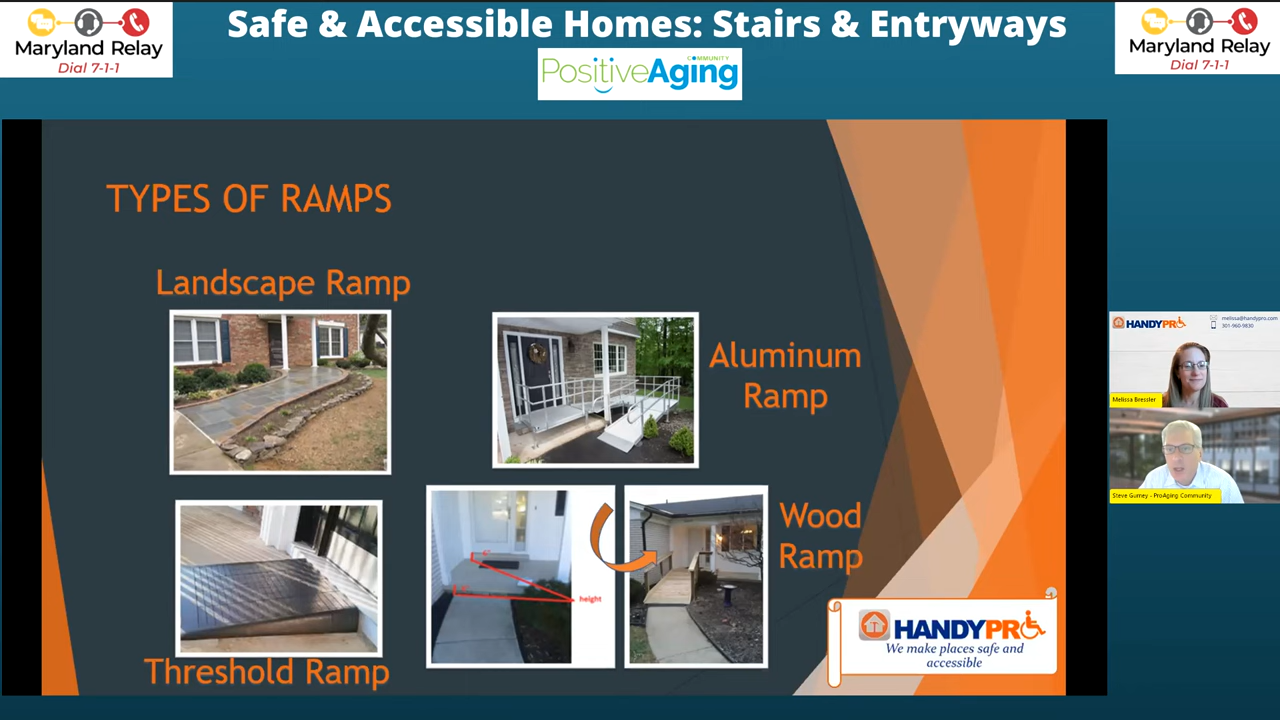 Maryland Relay
Dial 7-1-1
Safe & Accessible Homes: Stairs & Entryways
COMMUNITY
PositiveAging
Maryland Relay
Dial 7-1-1
TYPES OF RAMPS
Landscape Ramp
Aluminum
Ramp
Threshold Ramp
height
Wood
Ramp
HANDYPRO
We make places safe and
accessible
HANDYPRO
melissa@handypro.com
301-960-9830
Melissa Bressler
Steve Gurney - ProAging Community